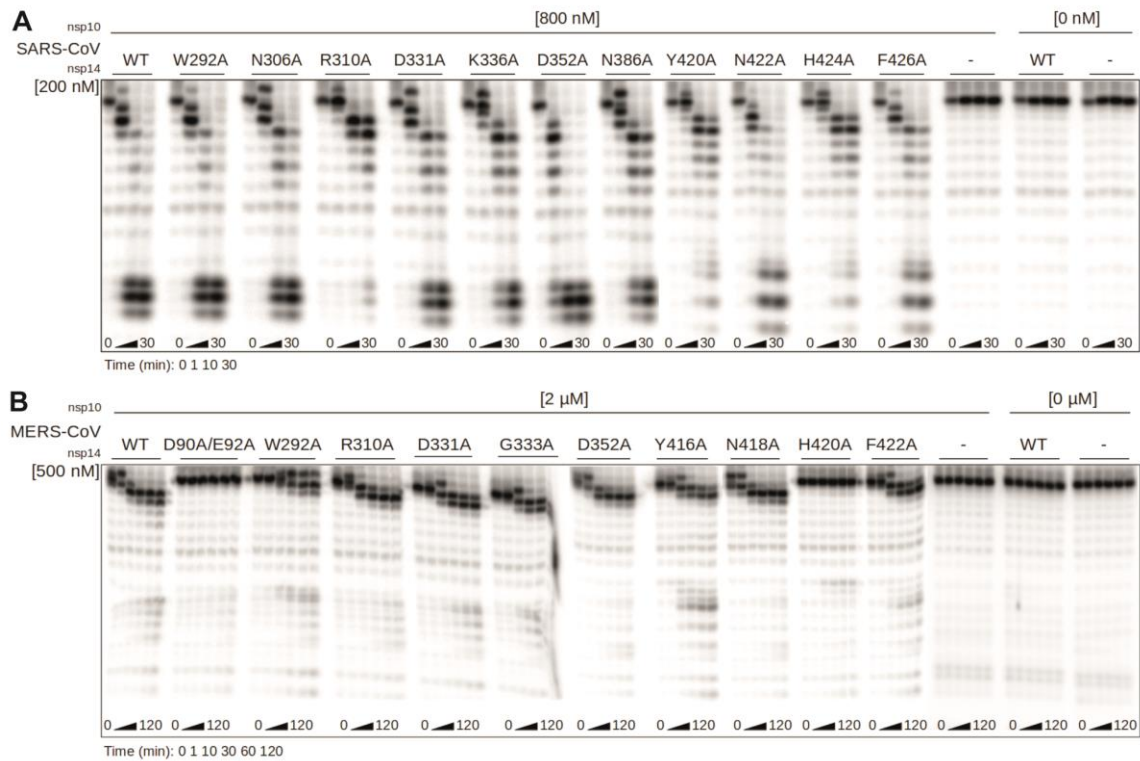 A
nsp10 [800 nM] [0 nM]
SARS-CoV
nsp14 WT W292A N306A R310A D331A K336A D352A N386A Y420A N422A H424A F426A - WT -
[200 nM]
0 30 0 30 0 30 0 30 0 30 0 30 0 30 0 30 0 30 0 30 0 30 0 30 0 30 0 30 0 30
Time (min): 0 1 10 30
B
nsp10 [2 µM] [0 µM]
MERS-CoV
nsp14 WT D90A/E92A W292A R310A D331A G333A D352A Y416A N418A H420A F422A - WT -
[500 nM]
0 120 0 120 0 120 0 120 0 120 0 120 0 120 0 120 0 120 0 120 0 120 0 120 0 120 0 120
Time (min): 0 1 10 30 60 120